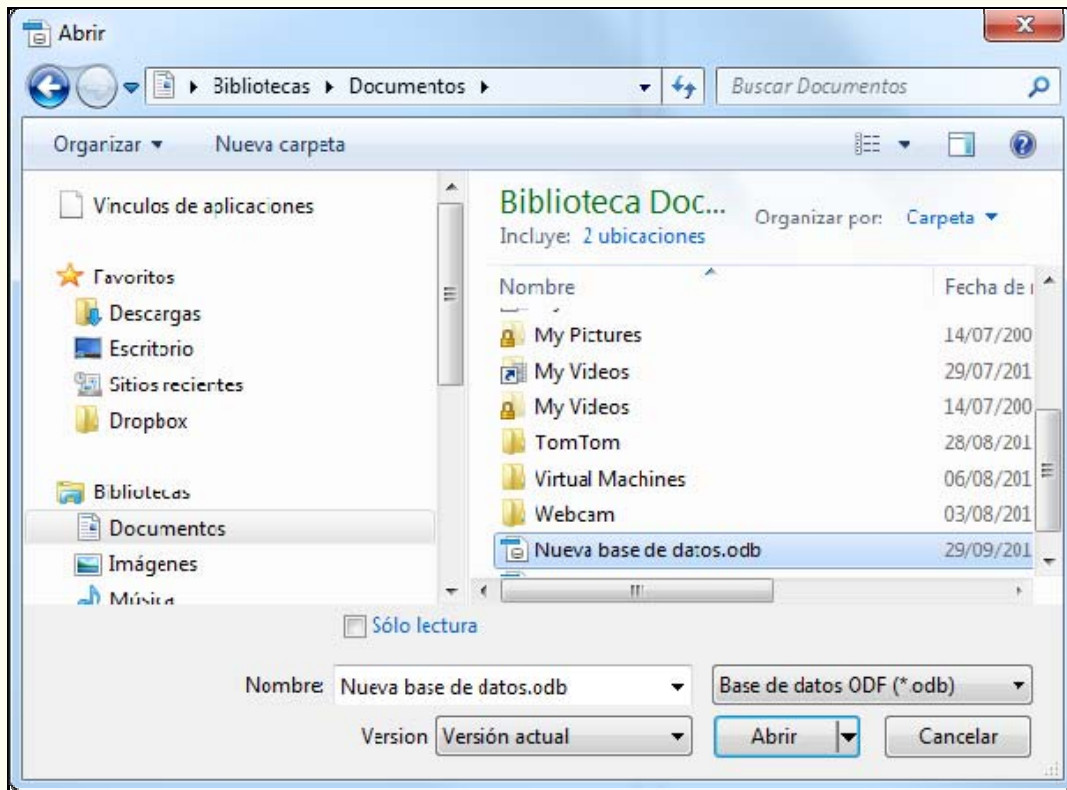 Abrir
Bibliotecas Documentos
Buscar Documentos
Organizar Nueva carpeta
Vínculos de aplicaciones
Favoritos
Descargas
Escritorio
Sitios recientes
Dropbox
Bibliotecas
Documentos
Imágenes
Música
Biblioteca Doc...
Incluye: 2 ubicaciones
Organizar por: Carpeta
Nombre Fecha de
My Pictures 14/07/200
My Videos 29/07/201
My Videos 14/07/200
TomTom 28/08/201
Virtual Machines 06/08/201
Webcam 03/08/201
Nueva base de datos.odb 29/09/201
Sólo lectura
Nombre Nueva base de datos.odb Base de datos ODF (*.odb)
Version Versión actual Abrir Cancelar